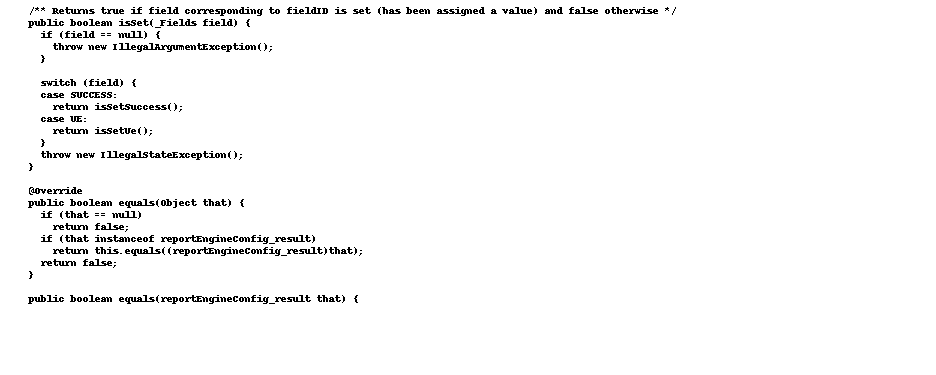 /** Returns true if field corresponding to fieldID is set (has been assigned a value) and false otherwise */
public boolean isSet(_Fields field) {
if (field == null) {
throw new IllegalArgumentException();
}
switch (field) {
case SUCCESS:
return isSetSuccess();
case UE:
return isSetUe();
}
throw new IllegalStateException();
}
@Override
public boolean equals(Object that) {
if (that == null)
return false;
if (that instanceof reportEngineConfig_result)
return this.equals((reportEngineConfig_result)that);
return false;
}
public boolean equals(reportEngineConfig_result that) {